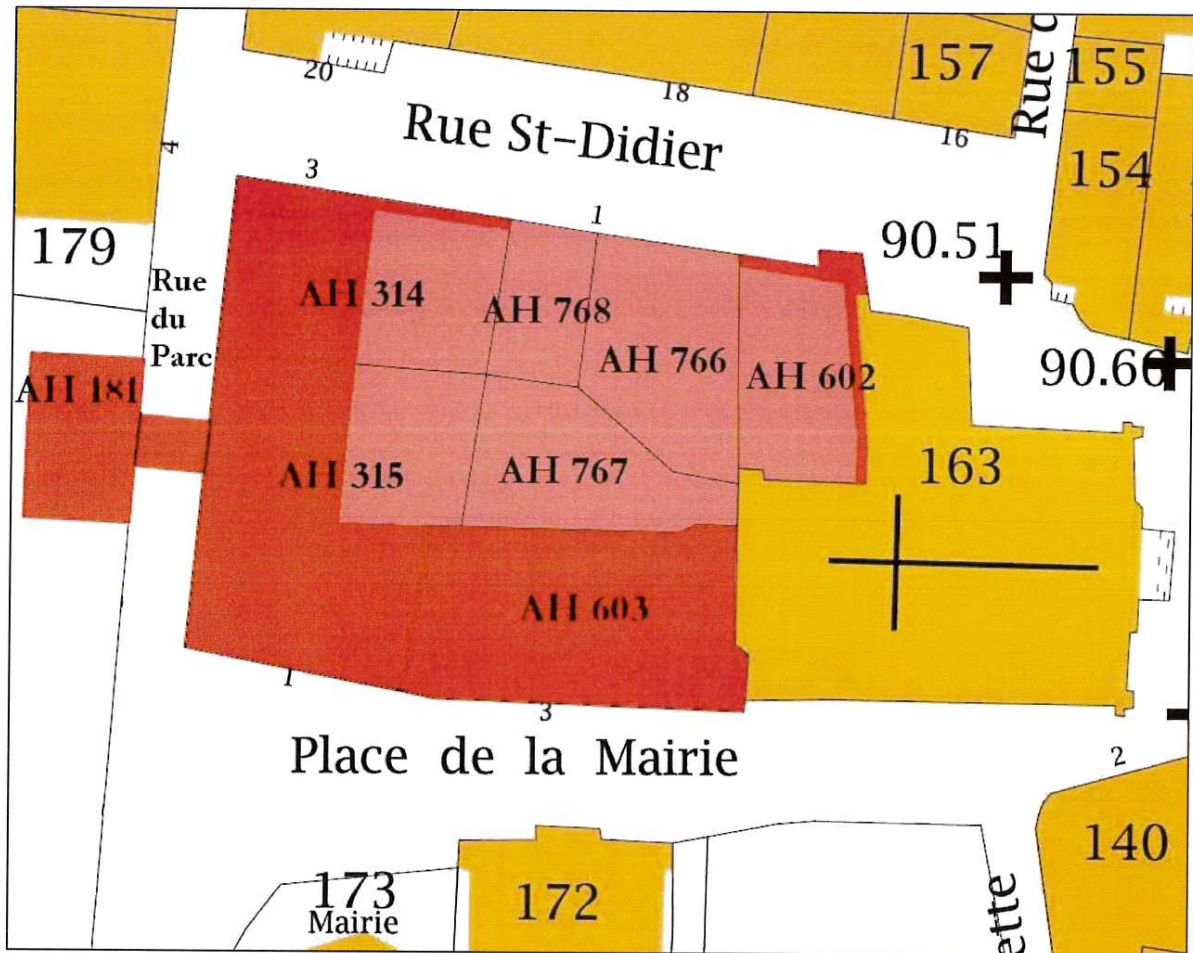 20
18
157
155
16
Rue d
4
Rue St-Didier
154
3
1
179
90.51
Rue
du
Parc
AH 314
AH 768
AH 766
AH 602
90.66
AH 181
AH 315
AH 767
163
AH 603
1
3
Place de la Mairie
2
140
173
Mairie
172
ette